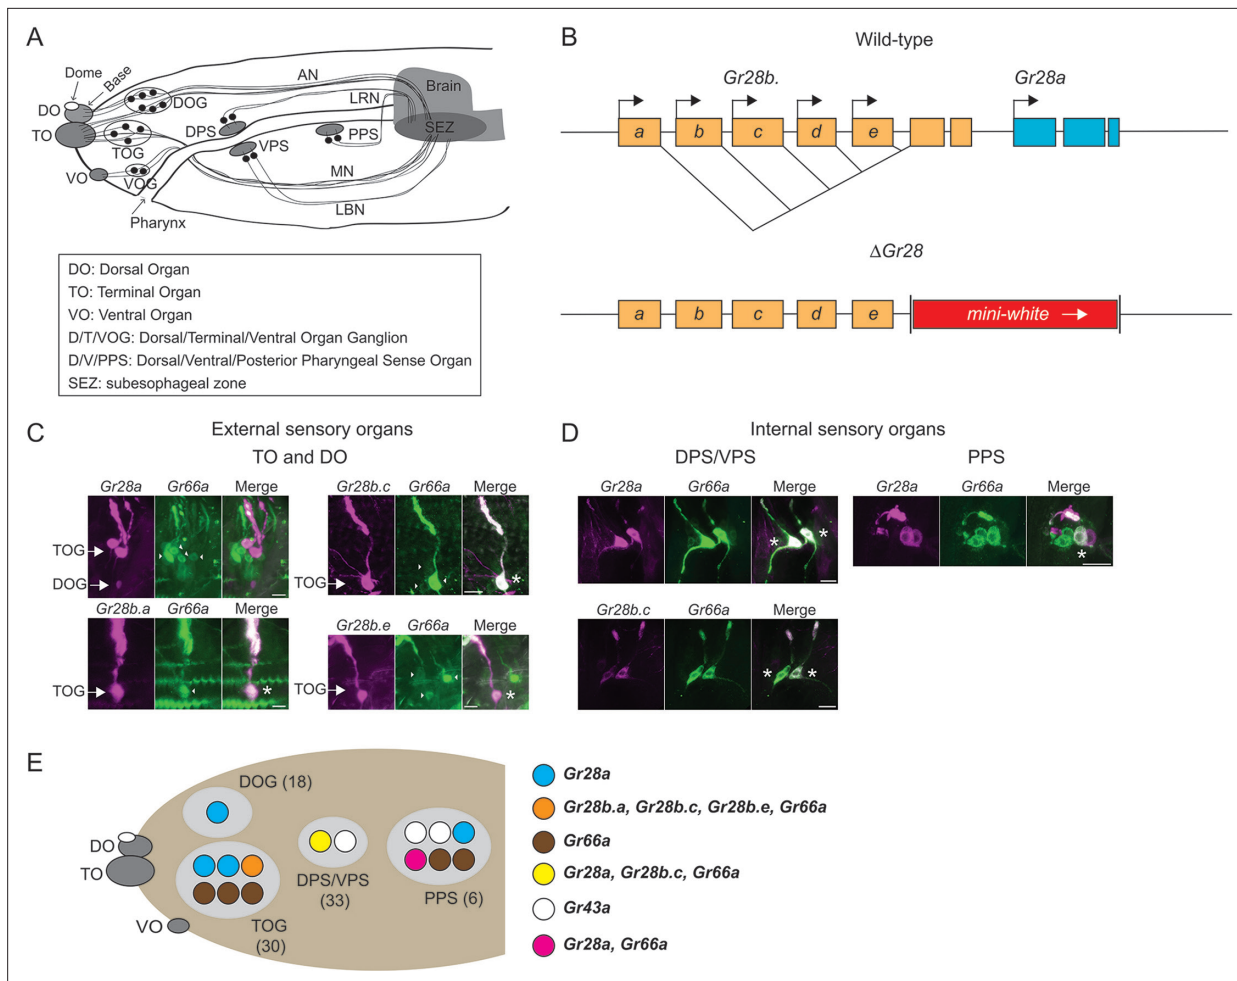 A
Dome
Base
DO
TO
VO
DOG
TOG
VOG
Pharynx
AN
LRN
DPS
VPS
PPS
MN
LBN
Brain
SEZ
DO: Dorsal Organ
TO: Terminal Organ
VO: Ventral Organ
D/T/VOG: Dorsal/Terminal/Ventral Organ Ganglion
D/V/PPS: Dorsal/Ventral/Posterior Pharyngeal Sense Organ
SEZ: subesophageal zone
B
Wild-type
Gr28b. Gr28a
a b c d e
ΔGr28
a b c d e mini-white
C
External sensory organs
TO and DO
Gr28a Gr66a Merge
TOG
DOG
Gr28b.c Gr66a Merge
TOG *
Gr28b.a Gr66a Merge
TOG *
Gr28b.e Gr66a Merge
TOG *
D
Internal sensory organs
DPS/VPS PPS
Gr28a Gr66a Merge
* *
Gr28a Gr66a Merge
*
Gr28b.c Gr66a Merge
* *
E
DOG (18)
DO
TO
VO
TOG
(30)
DPS/VPS
(33)
PPS (6)
Gr28a
Gr28b.a, Gr28b.c, Gr28b.e, Gr66a
Gr66a
Gr28a, Gr28b.c, Gr66a
Gr43a
Gr28a, Gr66a